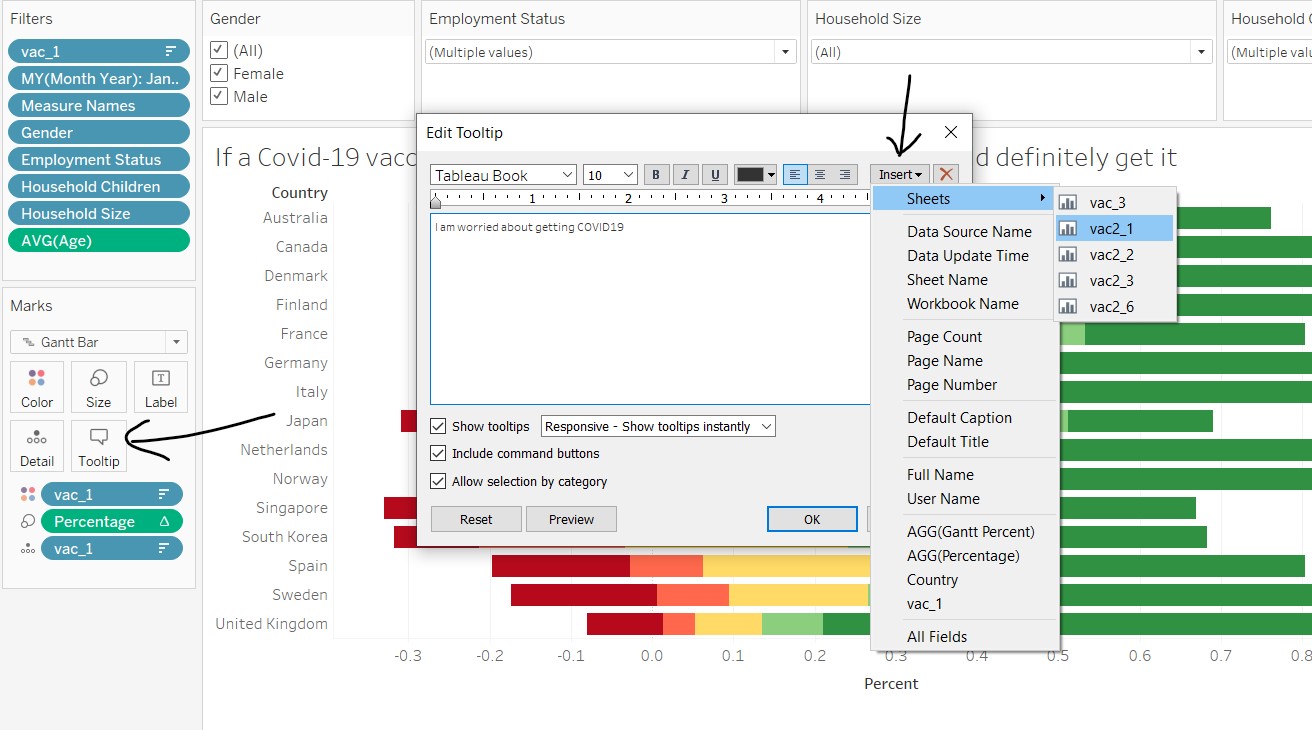 Filters
vac_1
MY(Month Year): Jan..
Measure Names
Gender
Employment Status
Household Children
Household Size
AVG(Age)
Marks
Gantt Bar
Color
Size
Label
Detail
Tooltip
vac_1
Percentage
vac_1
Gender
(All)
Female
Male
Employment Status
(Multiple values)
Household Size
(All)
Household C
(Multiple valu
If a Covid-19 vacc
d definitely get it
Country
Australia
Canada
Denmark
Finland
France
Germany
Italy
Japan
Netherlands
Norway
Singapore
South Korea
Spain
Sweden
United Kingdom
-0.3 -0.2 -0.1 0.0 0.1 0.2 0.3 0.4 0.5 0.6 0.7 0.8
Percent
Edit Tooltip
Tableau Book 10 B I U Insert
1 2 3 4
I am worried about getting COVID19
Show tooltips Responsive - Show tooltips instantly
Include command buttons
Allow selection by category
Reset Preview OK
Sheets
Data Source Name
Data Update Time
Sheet Name
Workbook Name
Page Count
Page Name
Page Number
Default Caption
Default Title
Full Name
User Name
AGG(Gantt Percent)
AGG(Percentage)
Country
vac_1
All Fields
vac_3
vac2_1
vac2_2
vac2_3
vac2_6